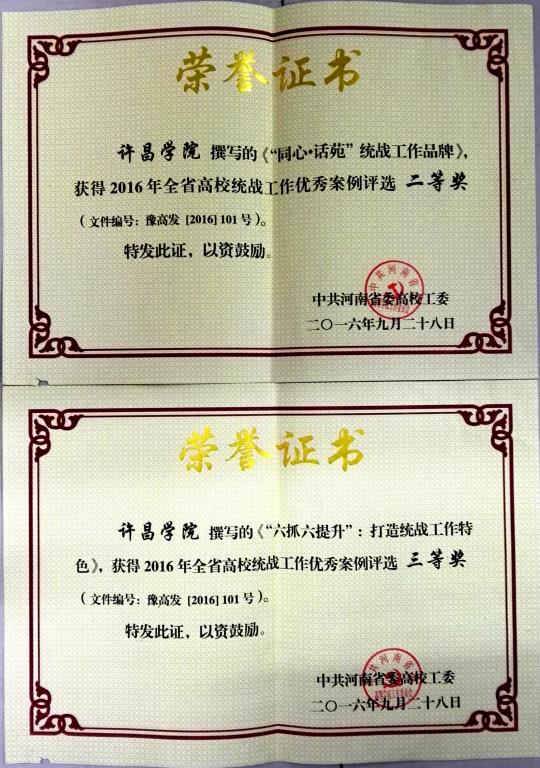 荣誉证书
许昌学院 撰写的《“同心·话苑”统战工作品牌》，
获得2016年全省高校统战工作优秀案例评选 二等奖
（文件编号：豫高发 [2016] 101号）。
特发此证，以资鼓励。
中共河南省委高校工委
二〇一六年九月二十八日
荣誉证书
许昌学院 撰写的《“六抓六提升”：打造统战工作特
色》，获得2016年全省高校统战工作优秀案例评选 三等奖
（文件编号：豫高发 [2016] 101号）。
特发此证，以资鼓励。
中共河南省委高校工委
二〇一六年九月二十八日